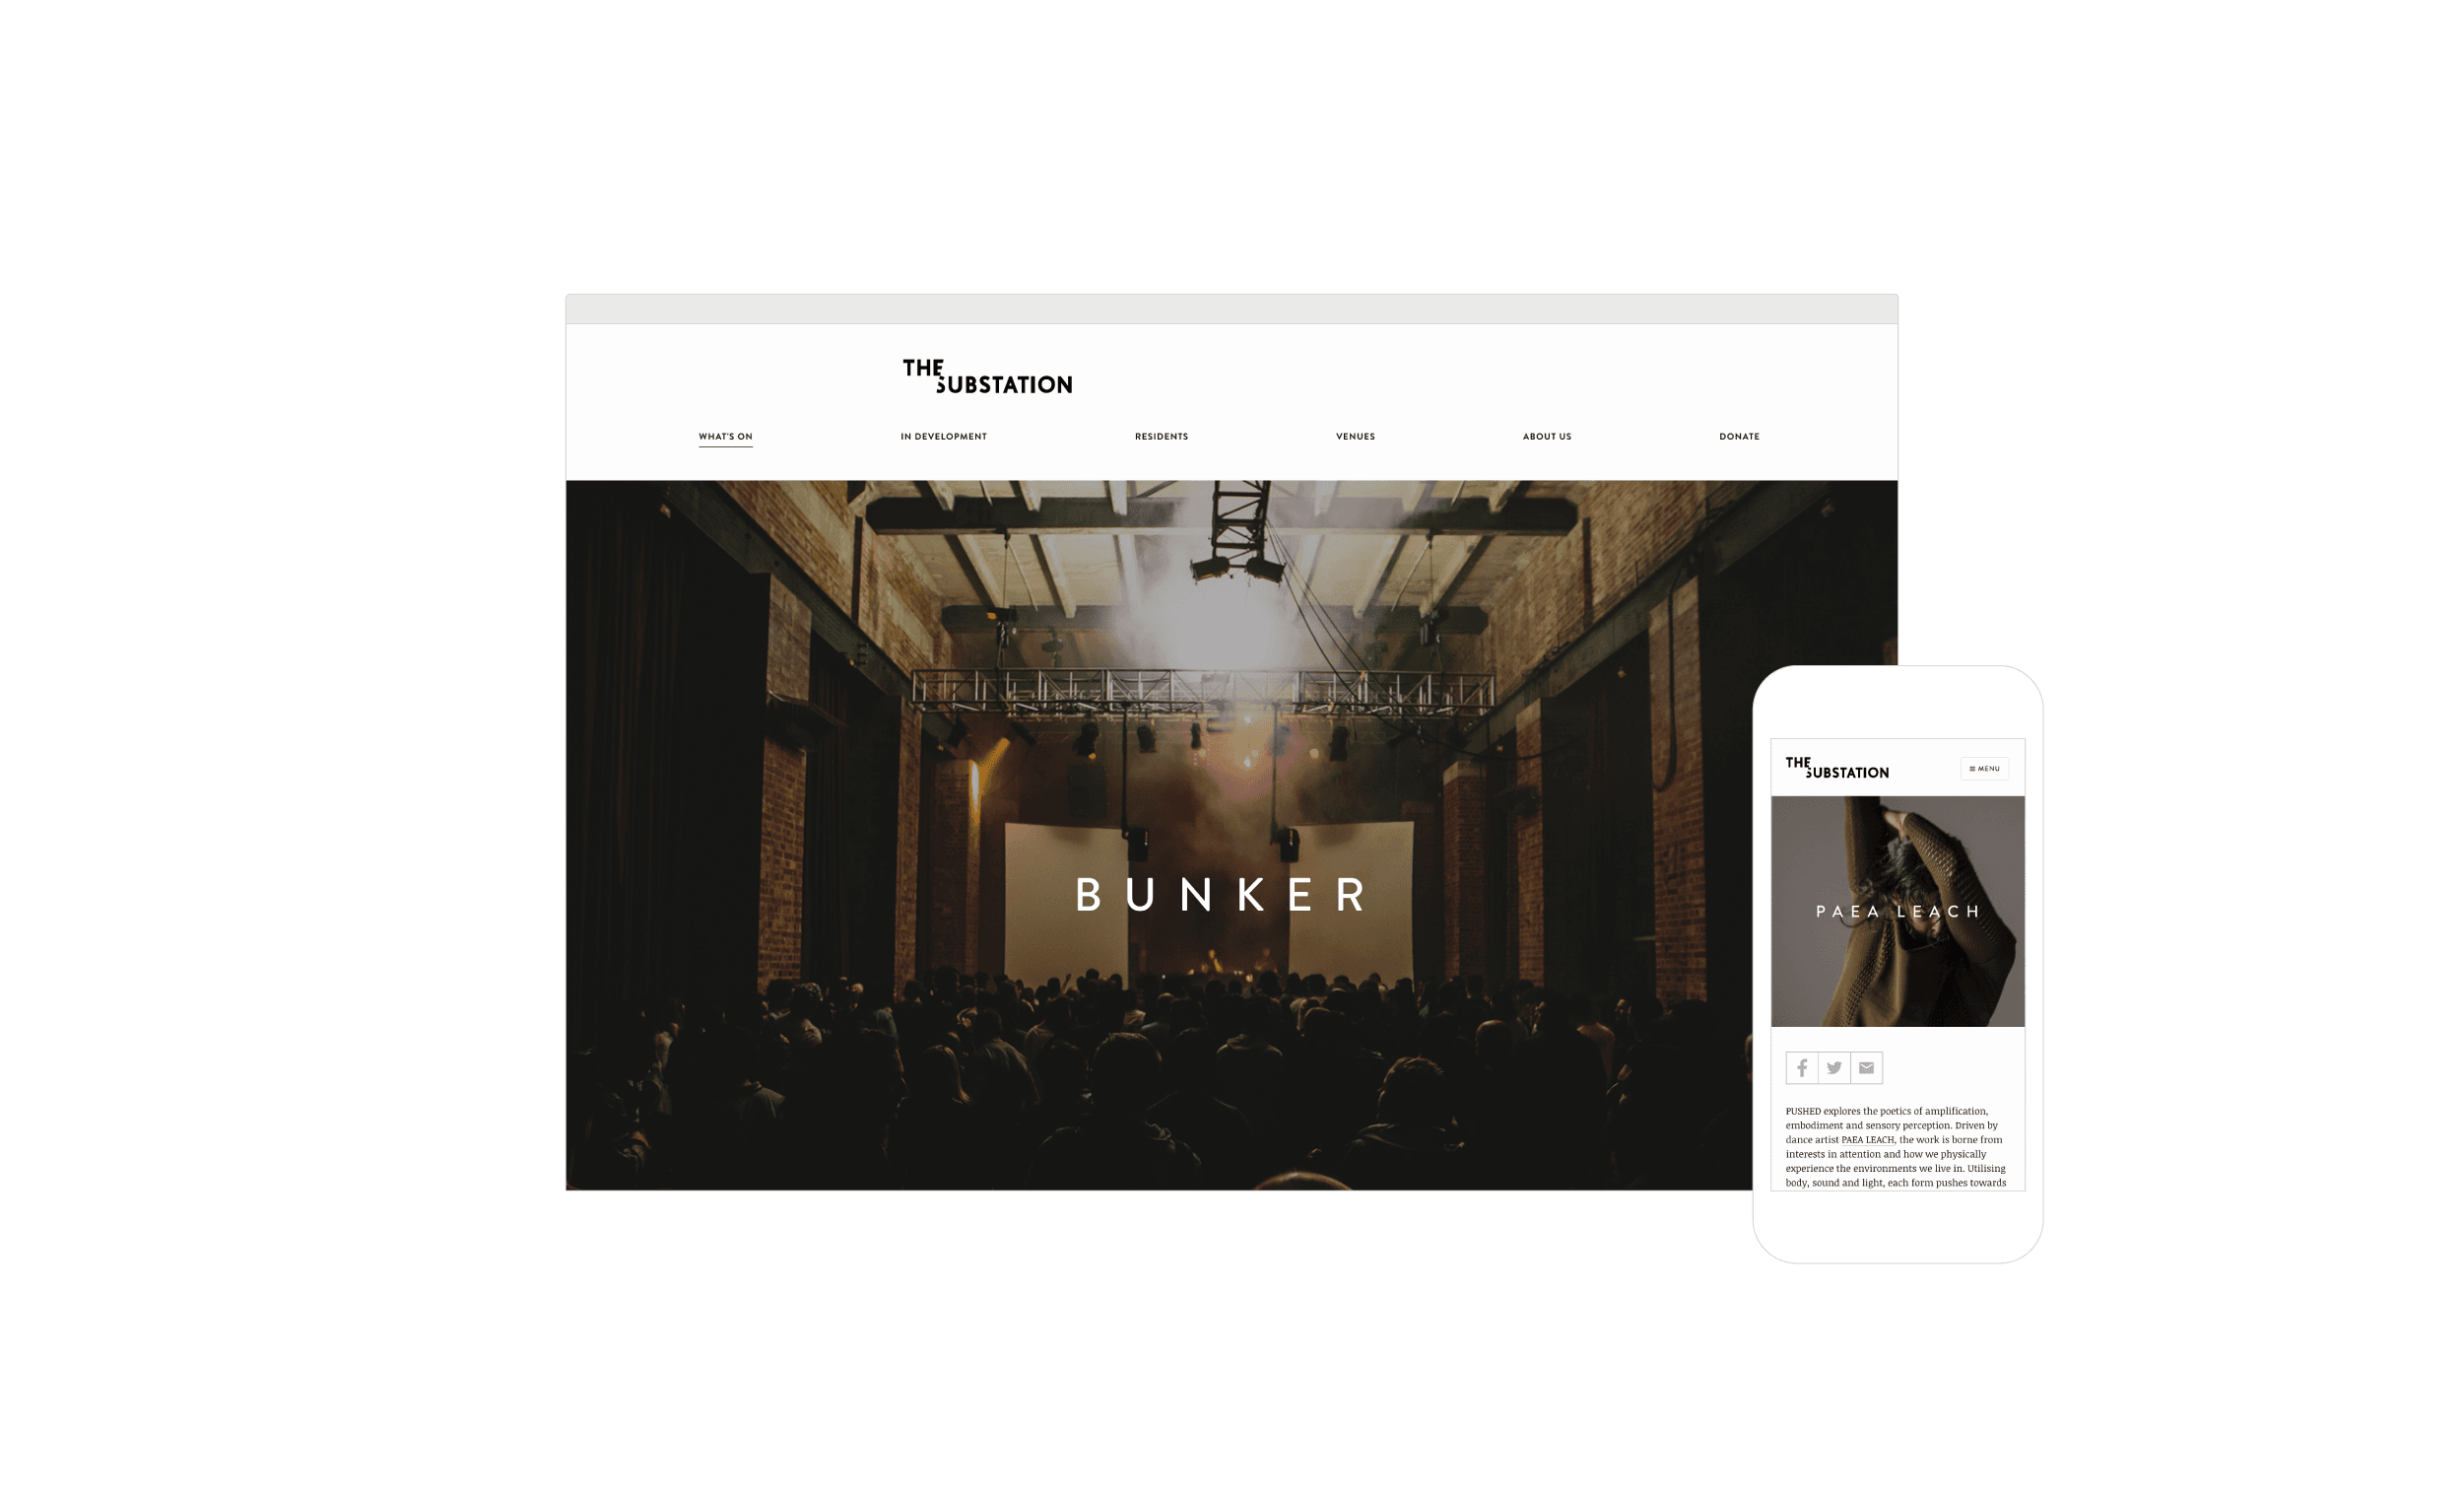 THE
SUBSTATION
WHAT'S ON
IN DEVELOPMENT
RESIDENTS
VENUES
ABOUT US
DONATE
BUNKER
THE
SUBSTATION
MENU
PAEA LEACH
PUSHED explores the poetics of amplification,
embodiment and sensory perception. Driven by
dance artist PAEA LEACH, the work is borne from
interests in attention and how we physically
experience the environments we live in. Utilising
body, sound and light, each form pushes towards